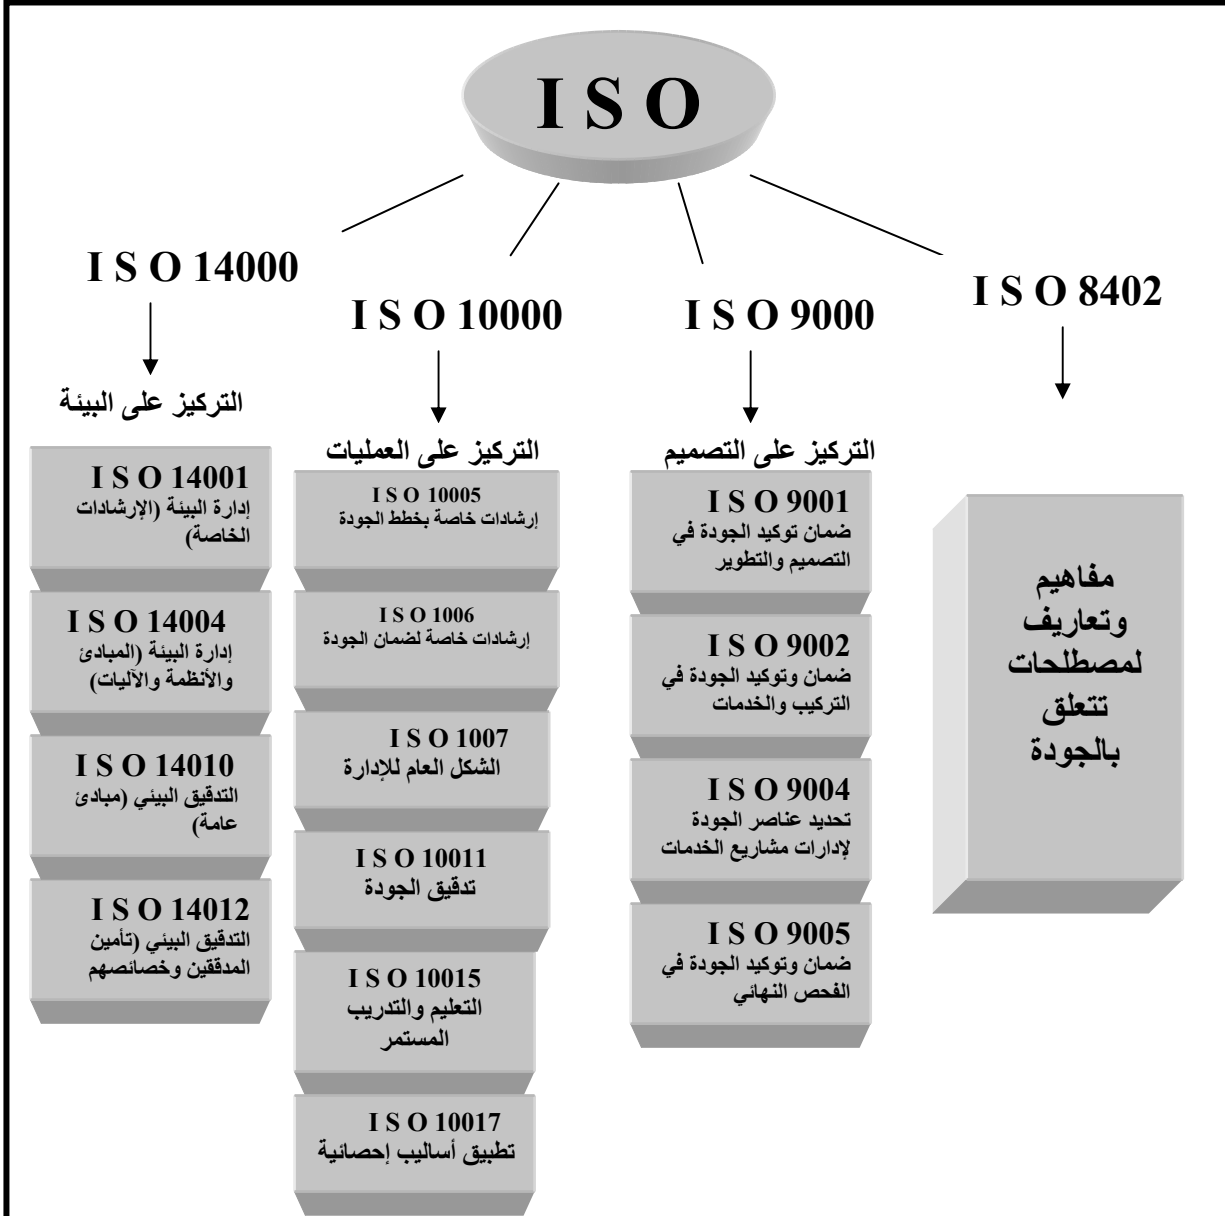 I S O
I S O 8402
مفاهيم
وتعاريف
لمصطلحات
تتعلق
بالجودة
I S O 9000
التركيز على التصميم
I S O 9001
ضمان توكيد الجودة في
التصميم والتطوير
I S O 9002
ضمان وتوكيد الجودة في
التركيب والخدمات
I S O 9004
تحديد عناصر الجودة
لإدارات مشاريع الخدمات
I S O 9005
ضمان وتوكيد الجودة في
الفحص النهائي
I S O 10000
التركيز على العمليات
I S O 10005
إرشادات خاصة بخطط الجودة
I S O 1006
إرشادات خاصة لضمان الجودة
I S O 1007
الشكل العام للإدارة
I S O 10011
تدقيق الجودة
I S O 10015
التعليم والتدريب
المستمر
I S O 10017
تطبيق أساليب إحصائية
I S O 14000
التركيز على البيئة
I S O 14001
إدارة البيئة (الإرشادات
الخاصة)
I S O 14004
إدارة البيئة (المبادئ
والأنظمة والآليات)
I S O 14010
التدقيق البيئي (مبادئ
عامة)
I S O 14012
التدقيق البيئي (تأمين
المدققين وخصائصهم